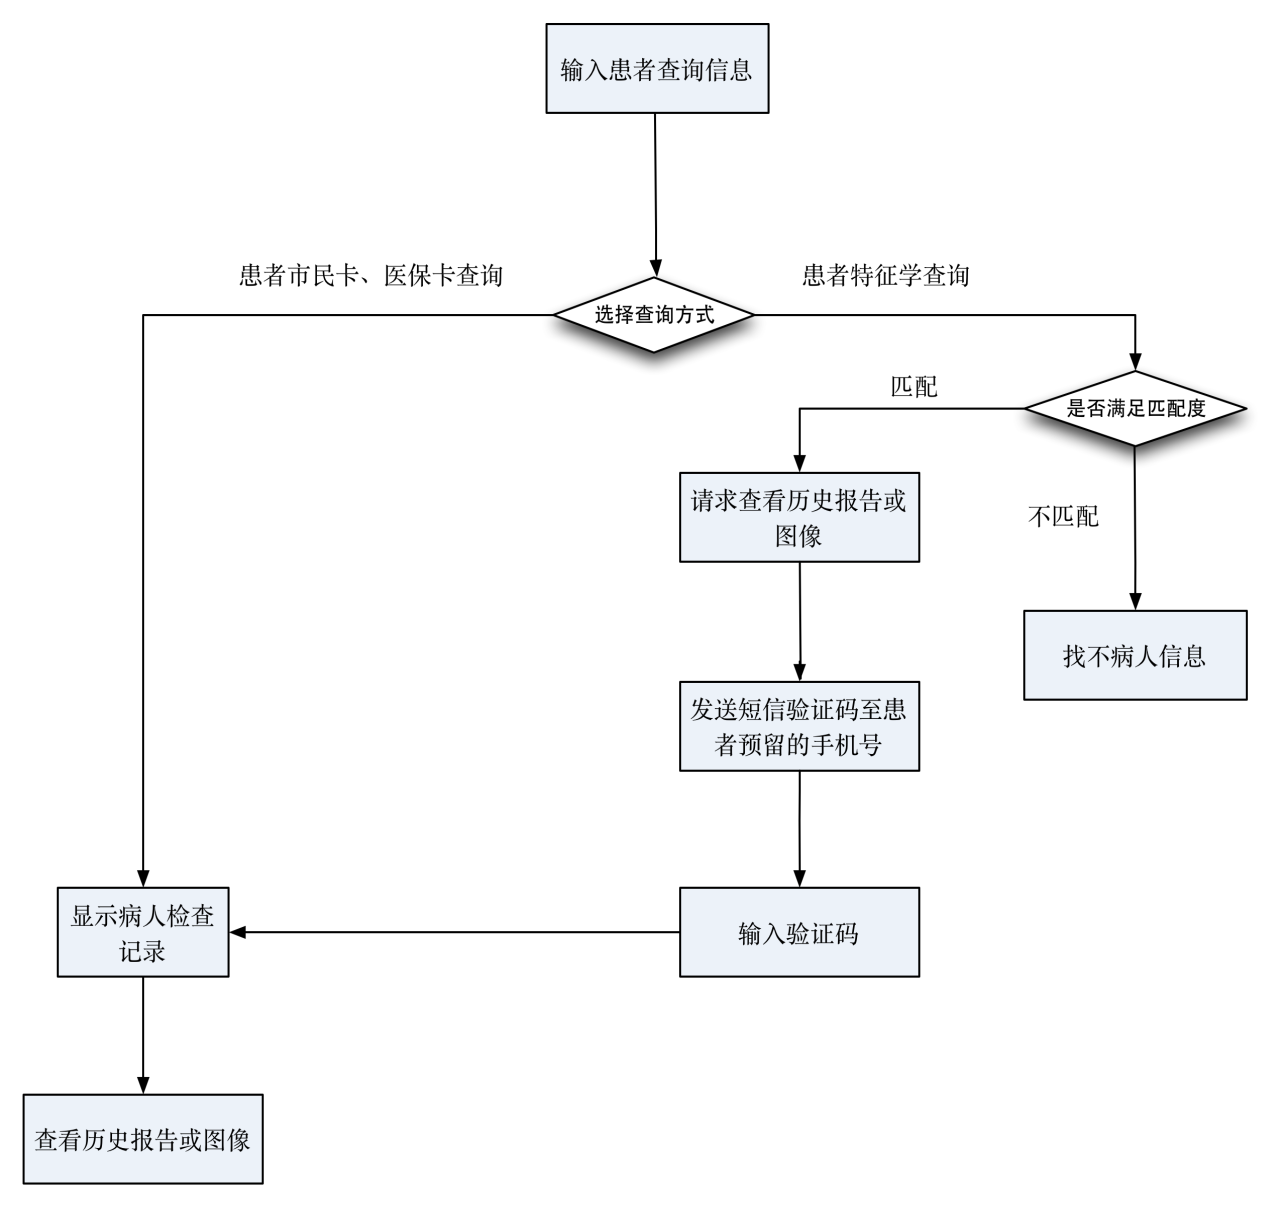 输入患者查询信息
患者市民卡、医保卡查询
患者特征学查询
选择查询方式
匹配
是否满足匹配度
请求查看历史报告或
图像
不匹配
找不病人信息
发送短信验证码至患
者预留的手机号
显示病人检查
记录
输入验证码
查看历史报告或图像